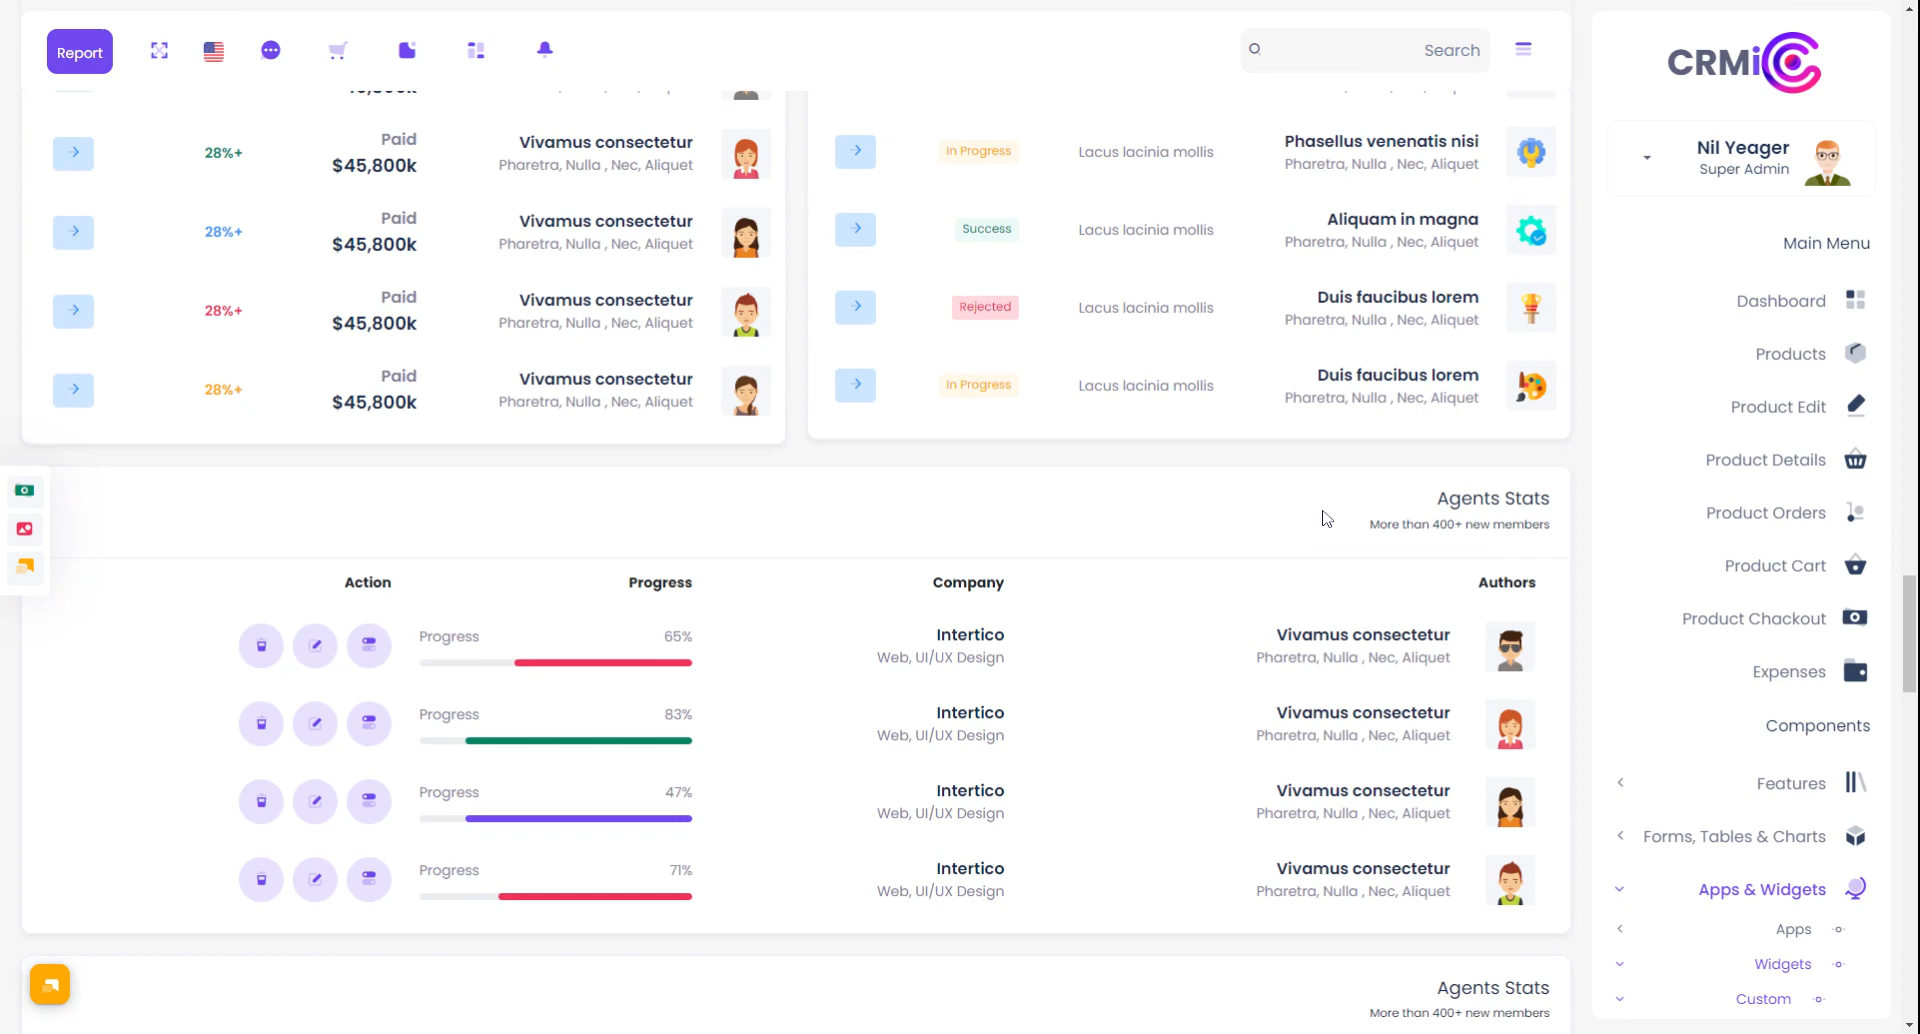 Report
Search
Paid
28%+
$45,800k
Vivamus consectetur
Pharetra, Nulla , Nec, Aliquet
Paid
28%+
$45,800k
Vivamus consectetur
Pharetra, Nulla , Nec, Aliquet
Paid
28%+
$45,800k
Vivamus consectetur
Pharetra, Nulla , Nec, Aliquet
Paid
28%+
$45,800k
Vivamus consectetur
Pharetra, Nulla , Nec, Aliquet
In Progress
Lacus lacinia mollis
Phasellus venenatis nisi
Pharetra, Nulla , Nec, Aliquet
Success
Lacus lacinia mollis
Aliquam in magna
Pharetra, Nulla , Nec, Aliquet
Rejected
Lacus lacinia mollis
Duis faucibus lorem
Pharetra, Nulla , Nec, Aliquet
In Progress
Lacus lacinia mollis
Duis faucibus lorem
Pharetra, Nulla , Nec, Aliquet
Agents Stats
More than 400+ new members
Action Progress Company Authors
Progress 65%
Intertico
Web, UI/UX Design
Vivamus consectetur
Pharetra, Nulla , Nec, Aliquet
Progress 83%
Intertico
Web, UI/UX Design
Vivamus consectetur
Pharetra, Nulla , Nec, Aliquet
Progress 47%
Intertico
Web, UI/UX Design
Vivamus consectetur
Pharetra, Nulla , Nec, Aliquet
Progress 71%
Intertico
Web, UI/UX Design
Vivamus consectetur
Pharetra, Nulla , Nec, Aliquet
Agents Stats
More than 400+ new members
CRMi
Nil Yeager
Super Admin
Main Menu
Dashboard
Products
Product Edit
Product Details
Product Orders
Product Cart
Product Chackout
Expenses
Components
Features
Forms, Tables & Charts
Apps & Widgets
Apps
Widgets
Custom